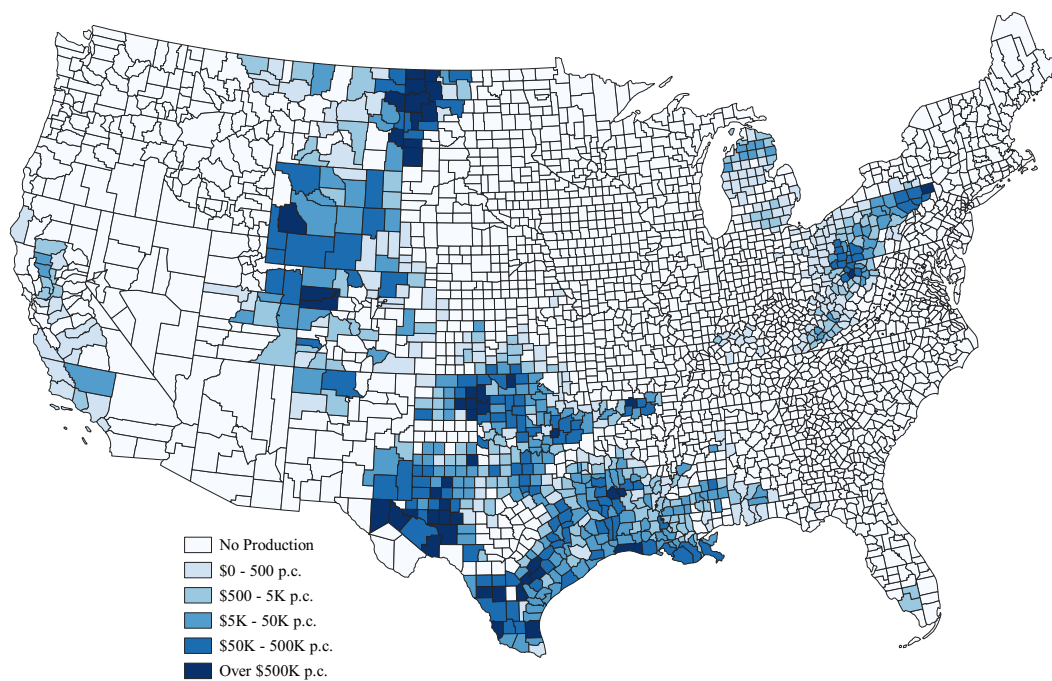 No Production
$0 - 500 p.c.
$500 - 5K p.c.
$5K - 50K p.c.
$50K - 500K p.c.
Over $500K p.c.